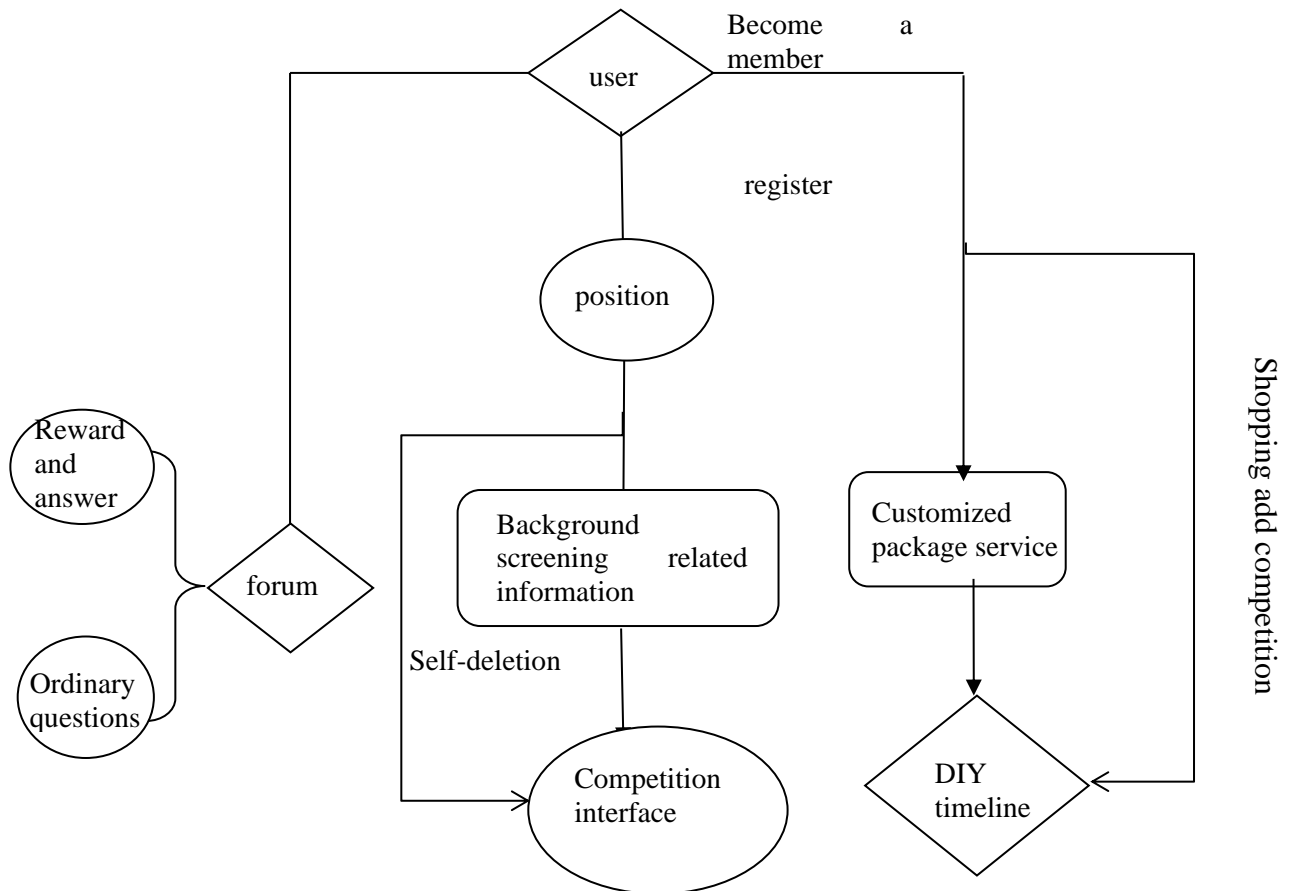 Become a
member
user
register
position
Shopping add competition
Reward
and
answer
Background
screening related
information
Customized
package service
forum
Self-deletion
Ordinary
questions
Competition
interface
DIY
timeline